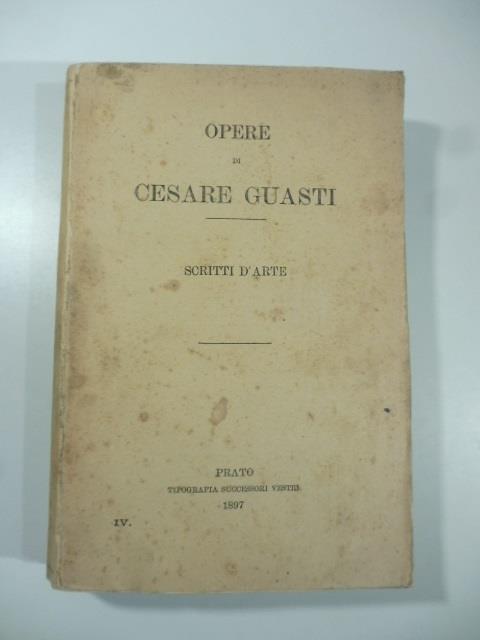 OPERE
DI
CESARE GUASTI
SCRITTI D'ARTE
PRATO
TIPOGRAFIA SUCCESSORI VESTRI
1897
IV.